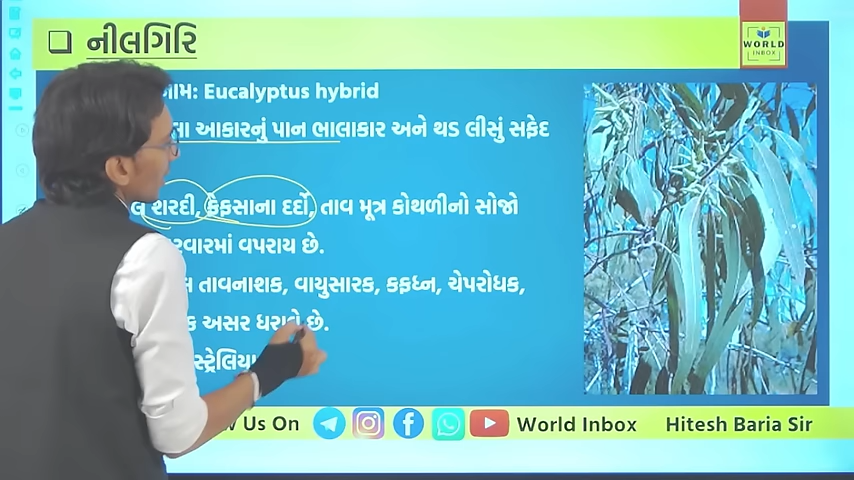 ❑ નીલગિરિ
WORLD
INBOX
Eucalyptus hybrid
આકારનું પાન ભાલાકાર અને થડ લીસું સફેદ
શરદી, ફેફસાના દર્દો, તાવ મૂત્ર કોથળીનો સોજો
વપરાય છે.
તાવનાશક, વાયુસારક, કફઘ્ન, ચેપરોધક,
અસર ધરાવે છે.
Us On World Inbox Hitesh Baria Sir